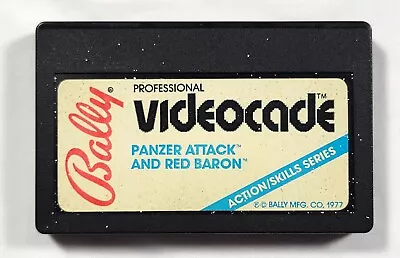 Bally®
PROFESSIONAL
videocade™
PANZER ATTACK™
AND RED BARON™
ACTION/SKILLS SERIES
℗© BALLY MFG. CO. 1977